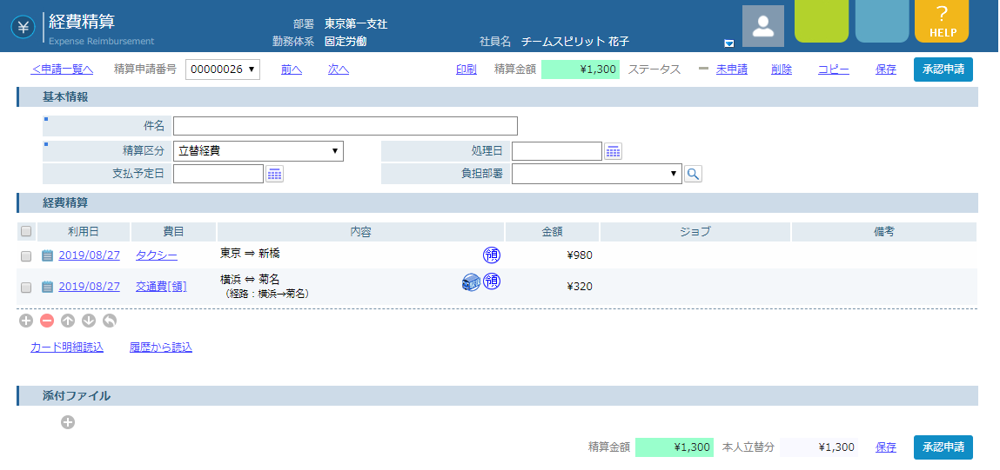 ¥ 経費精算
Expense Reimbursement
部署 東京第一支社
勤務体系 固定労働 社員名 チームスピリット 花子
? HELP
<申請一覧へ 精算申請番号 00000026 ▼ 前へ 次へ 印刷 精算金額 ¥1,300 ステータス ー 未申請 削除 コピー 保存 承認申請
基本情報
件名
精算区分 立替経費 ▼ 処理日
支払予定日 負担部署 ▼
経費精算
利用日 費目 内容 金額 ジョブ 備考
2019/08/27 タクシー 東京 ⇒ 新橋 領 ¥980
2019/08/27 交通費[領] 横浜 ⇔ 菊名 領 ¥320
（経路：横浜→菊名）
カード明細読込 履歴から読込
添付ファイル
精算金額 ¥1,300 本人立替分 ¥1,300 保存 承認申請